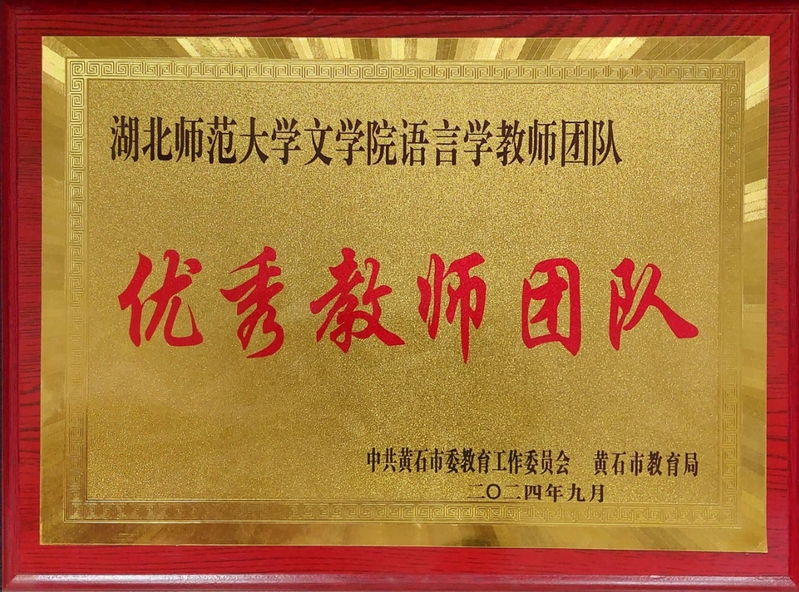 湖北师范大学文学院语言学教师团队
优秀教师团队
中共黄石市委教育工作委员会 黄石市教育局
二〇二四年九月